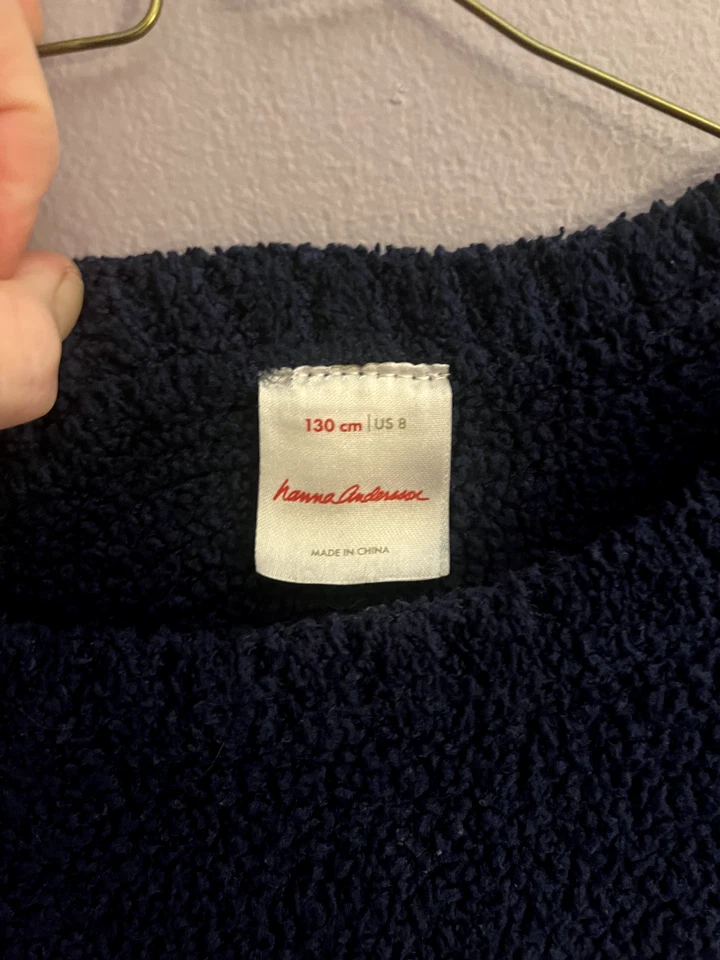 130 cm | US 8
hanna andersson
MADE IN CHINA